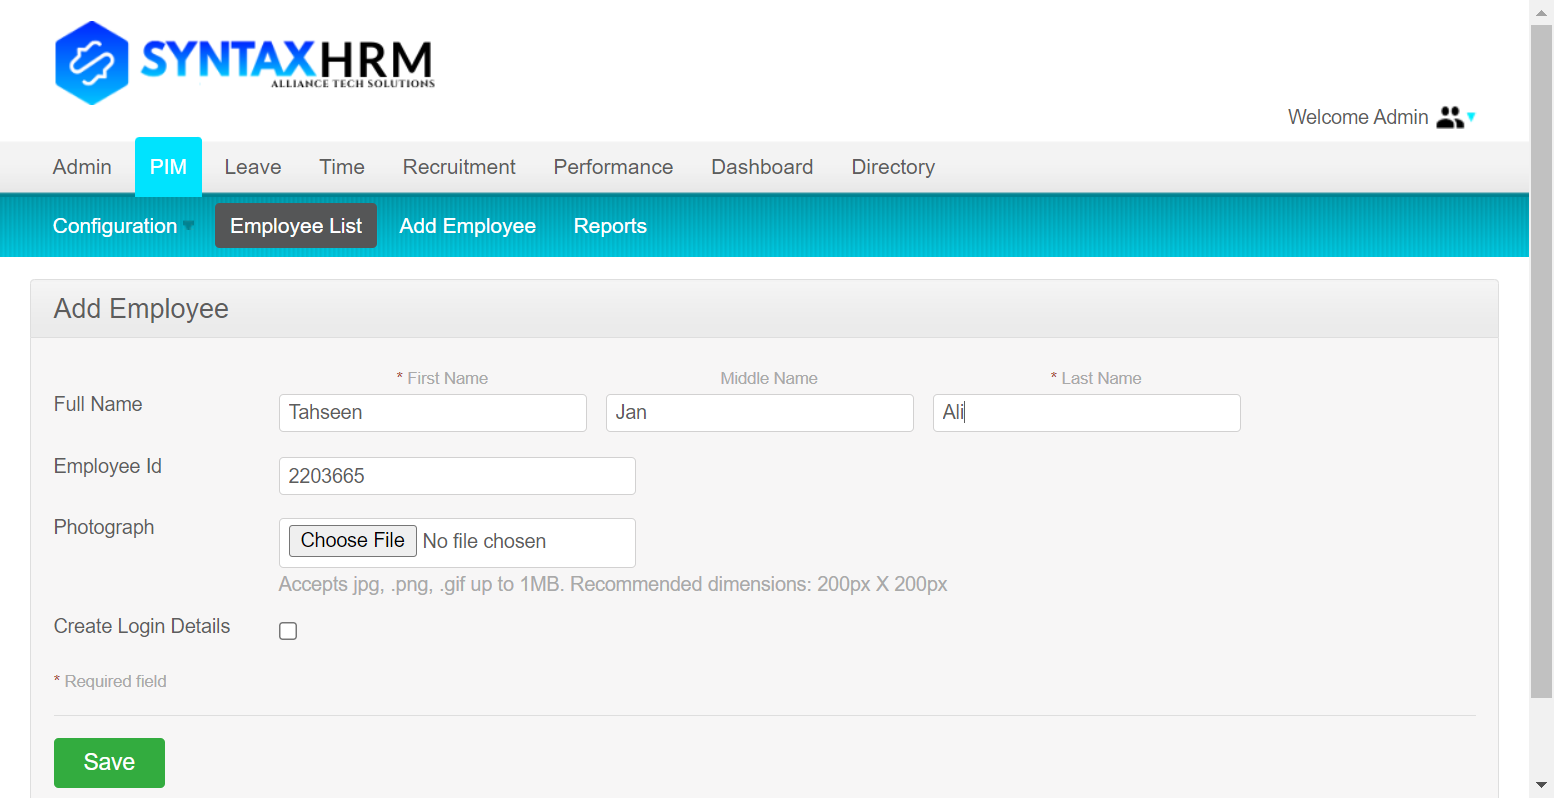 SYNTAXHRM
ALLIANCE TECH SOLUTIONS
Welcome Admin
Admin PIM Leave Time Recruitment Performance Dashboard Directory
Configuration Employee List Add Employee Reports
Add Employee
* First Name Middle Name * Last Name
Full Name Tahseen Jan Ali
Employee Id 2203665
Photograph Choose File No file chosen
Accepts jpg, .png, .gif up to 1MB. Recommended dimensions: 200px X 200px
Create Login Details
* Required field
Save